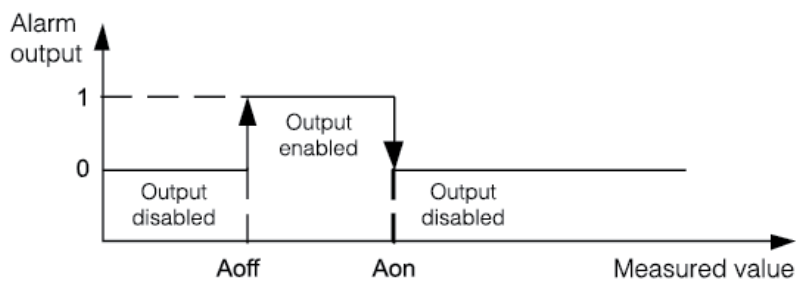 Alarm
output
1
Output
enabled
0
Output
disabled
Output
disabled
Aoff
Aon
Measured value